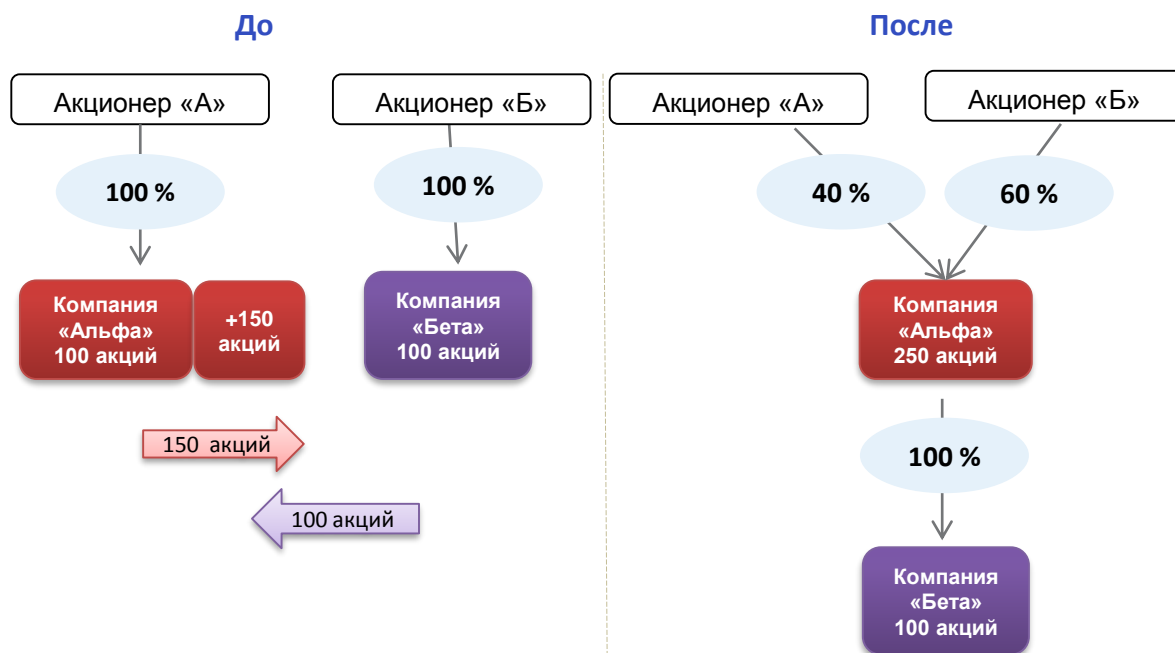 До
Акционер «А»
Акционер «Б»
100 %
100 %
Компания
«Альфа»
100 акций
+150
акций
Компания
«Бета»
100 акций
150 акций
100 акций
После
Акционер «А»
Акционер «Б»
40 %
60 %
Компания
«Альфа»
250 акций
100 %
Компания
«Бета»
100 акций